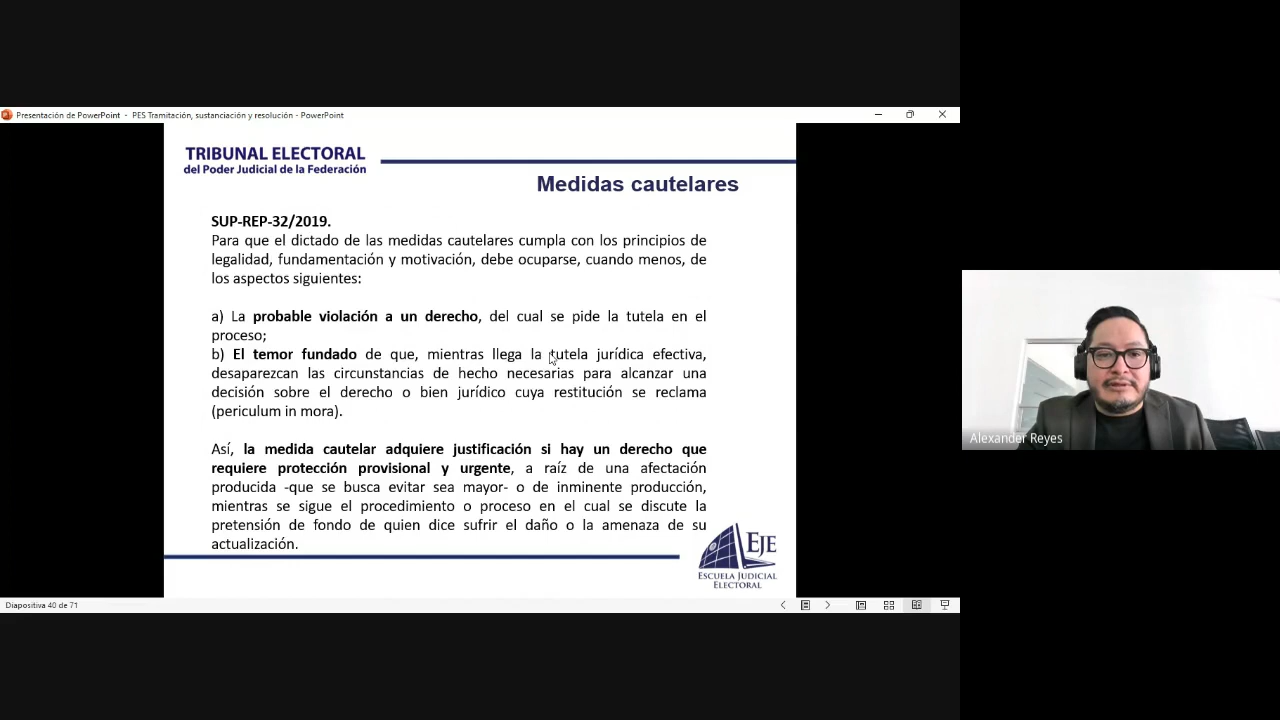 Presentación de PowerPoint - PES Tramitación, sustanciación y resolución - PowerPoint
TRIBUNAL ELECTORAL
del Poder Judicial de la Federación
Medidas cautelares
SUP-REP-32/2019.
Para que el dictado de las medidas cautelares cumpla con los principios de
legalidad, fundamentación y motivación, debe ocuparse, cuando menos, de
los aspectos siguientes:
a) La probable violación a un derecho, del cual se pide la tutela en el
proceso;
b) El temor fundado de que, mientras llega la tutela jurídica efectiva,
desaparezcan las circunstancias de hecho necesarias para alcanzar una
decisión sobre el derecho o bien jurídico cuya restitución se reclama
(periculum in mora).
Así, la medida cautelar adquiere justificación si hay un derecho que
requiere protección provisional y urgente, a raíz de una afectación
producida -que se busca evitar sea mayor- o de inminente producción,
mientras se sigue el procedimiento o proceso en el cual se discute la
pretensión de fondo de quien dice sufrir el daño o la amenaza de su
actualización.
EJE
ESCUELA JUDICIAL
ELECTORAL
Diapositiva 40 de 71
Alexander Reyes